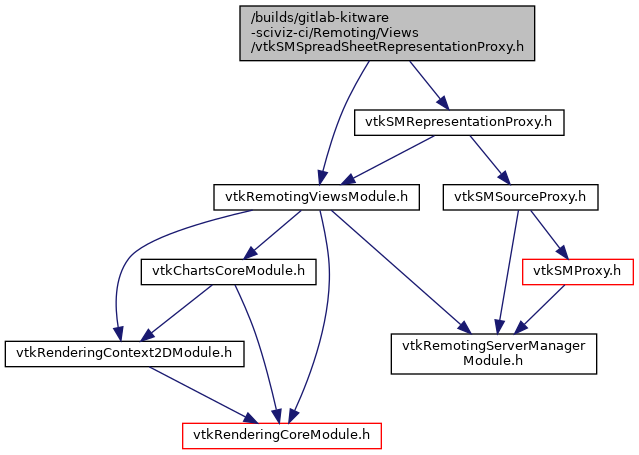 /builds/gitlab-kitware
-sciviz-ci/Remoting/Views
/vtkSMSpreadSheetRepresentationProxy.h
vtkSMRepresentationProxy.h
vtkRemotingViewsModule.h
vtkSMSourceProxy.h
vtkChartsCoreModule.h
vtkSMProxy.h
vtkRenderingContext2DModule.h
vtkRemotingServerManager
Module.h
vtkRenderingCoreModule.h